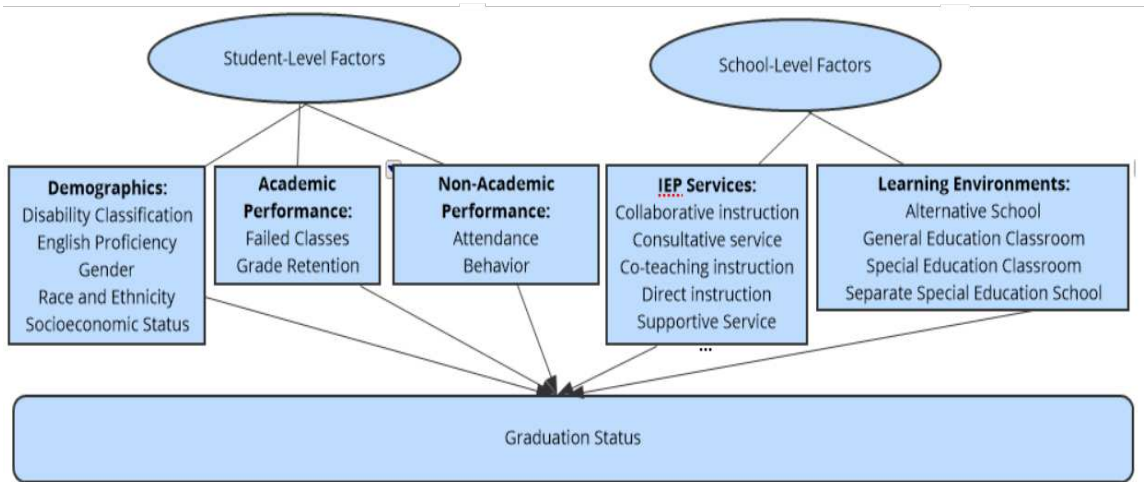 Student-Level Factors
School-Level Factors
Demographics:
Disability Classification
English Proficiency
Gender
Race and Ethnicity
Socioeconomic Status
Academic
Performance:
Failed Classes
Grade Retention
Non-Academic
Performance:
Attendance
Behavior
IEP Services:
Collaborative instruction
Consultative service
Co-teaching instruction
Direct instruction
Supportive Service
...
Learning Environments:
Alternative School
General Education Classroom
Special Education Classroom
Separate Special Education School
Graduation Status